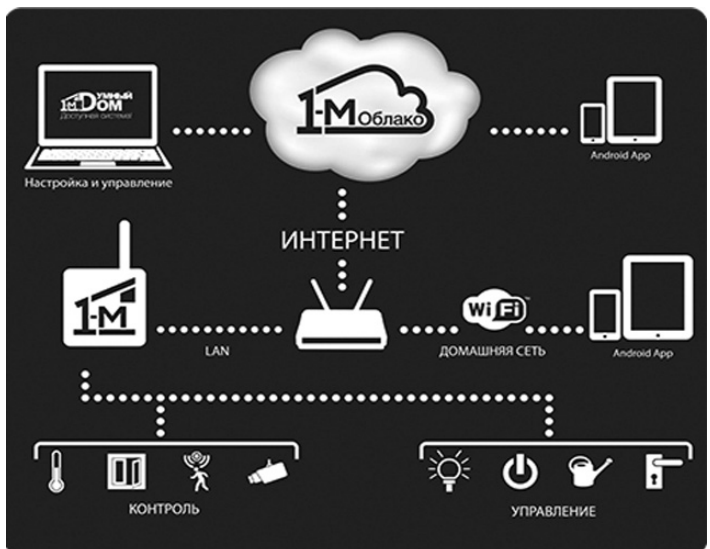 1-М УМНЫЙ
ДОМ
Доступная система!
Настройка и управление
1-М Облако
Android App
ИНТЕРНЕТ
1-М
LAN
WiFi
ДОМАШНЯЯ СЕТЬ
Android App
КОНТРОЛЬ
УПРАВЛЕНИЕ